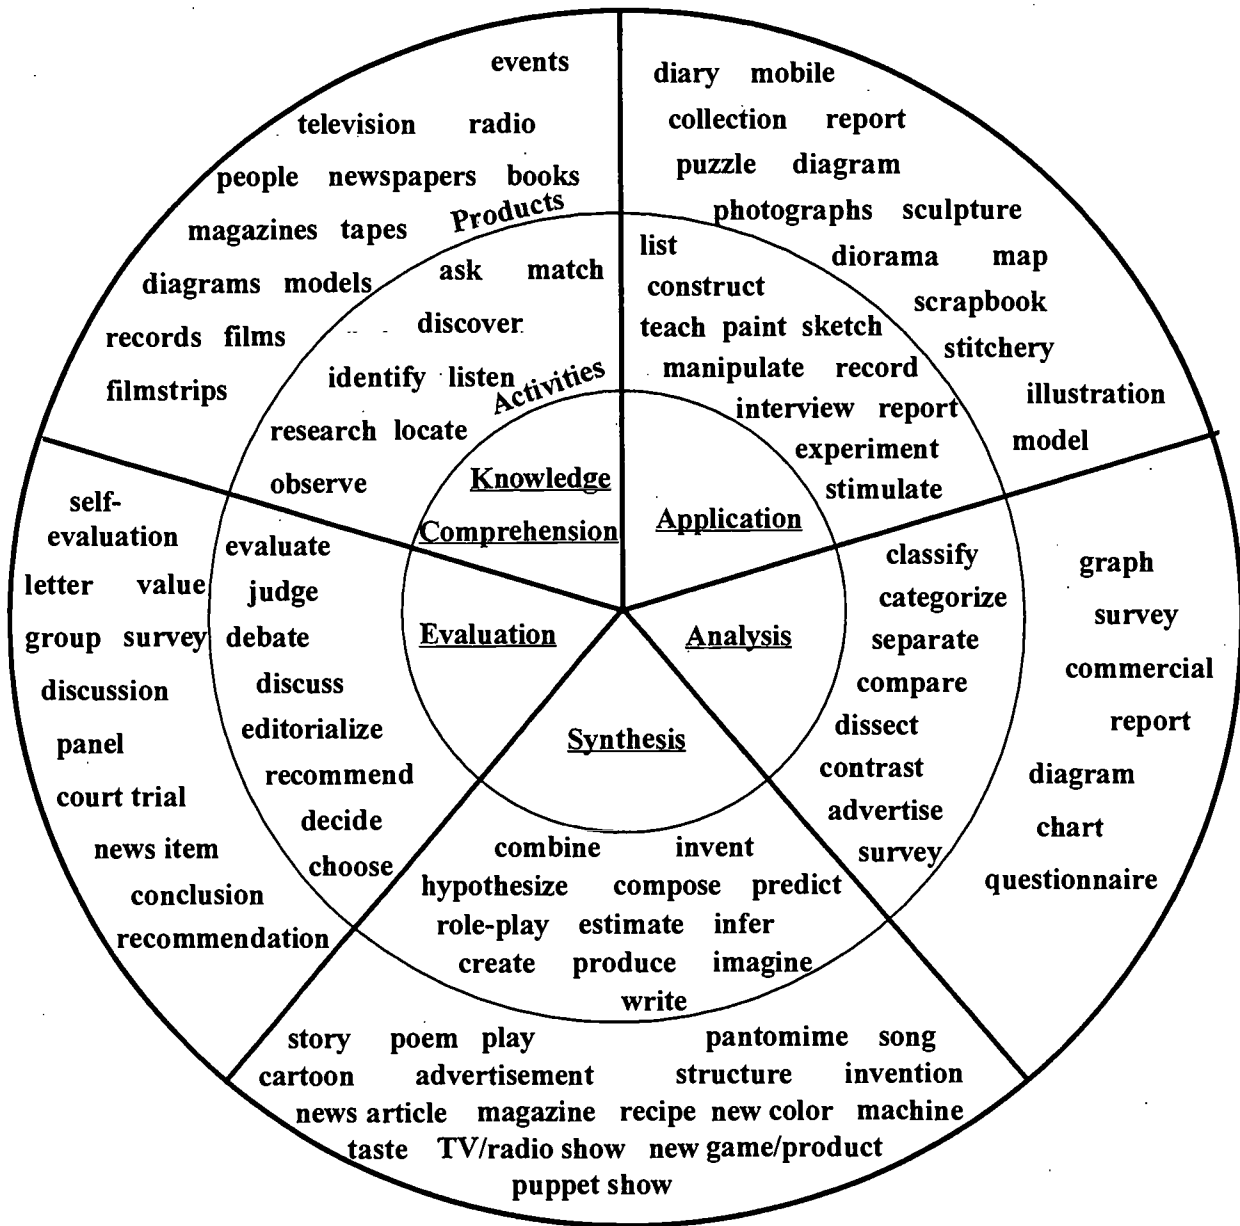 events
television radio
people newspapers books
Products
magazines tapes
diagrams models
records films
filmstrips
ask match
discover
identify listen
Activities
research locate
observe
Knowledge
Comprehension
diary mobile
collection report
puzzle diagram
photographs sculpture
diorama map
scrapbook
stitchery
illustration
model
list
construct
teach paint sketch
manipulate record
interview report
experiment
stimulate
Application
classify
categorize
separate
compare
dissect
contrast
advertise
survey
Analysis
graph
survey
commercial
report
diagram
chart
questionnaire
self-
evaluation
letter value
group survey
discussion
panel
court trial
news item
conclusion
recommendation
evaluate
judge
debate
discuss
editorialize
recommend
decide
choose
Evaluation
Synthesis
combine invent
hypothesize compose predict
role-play estimate infer
create produce imagine
write
story poem play pantomime song
cartoon advertisement structure invention
news article magazine recipe new color machine
taste TV/radio show new game/product
puppet show